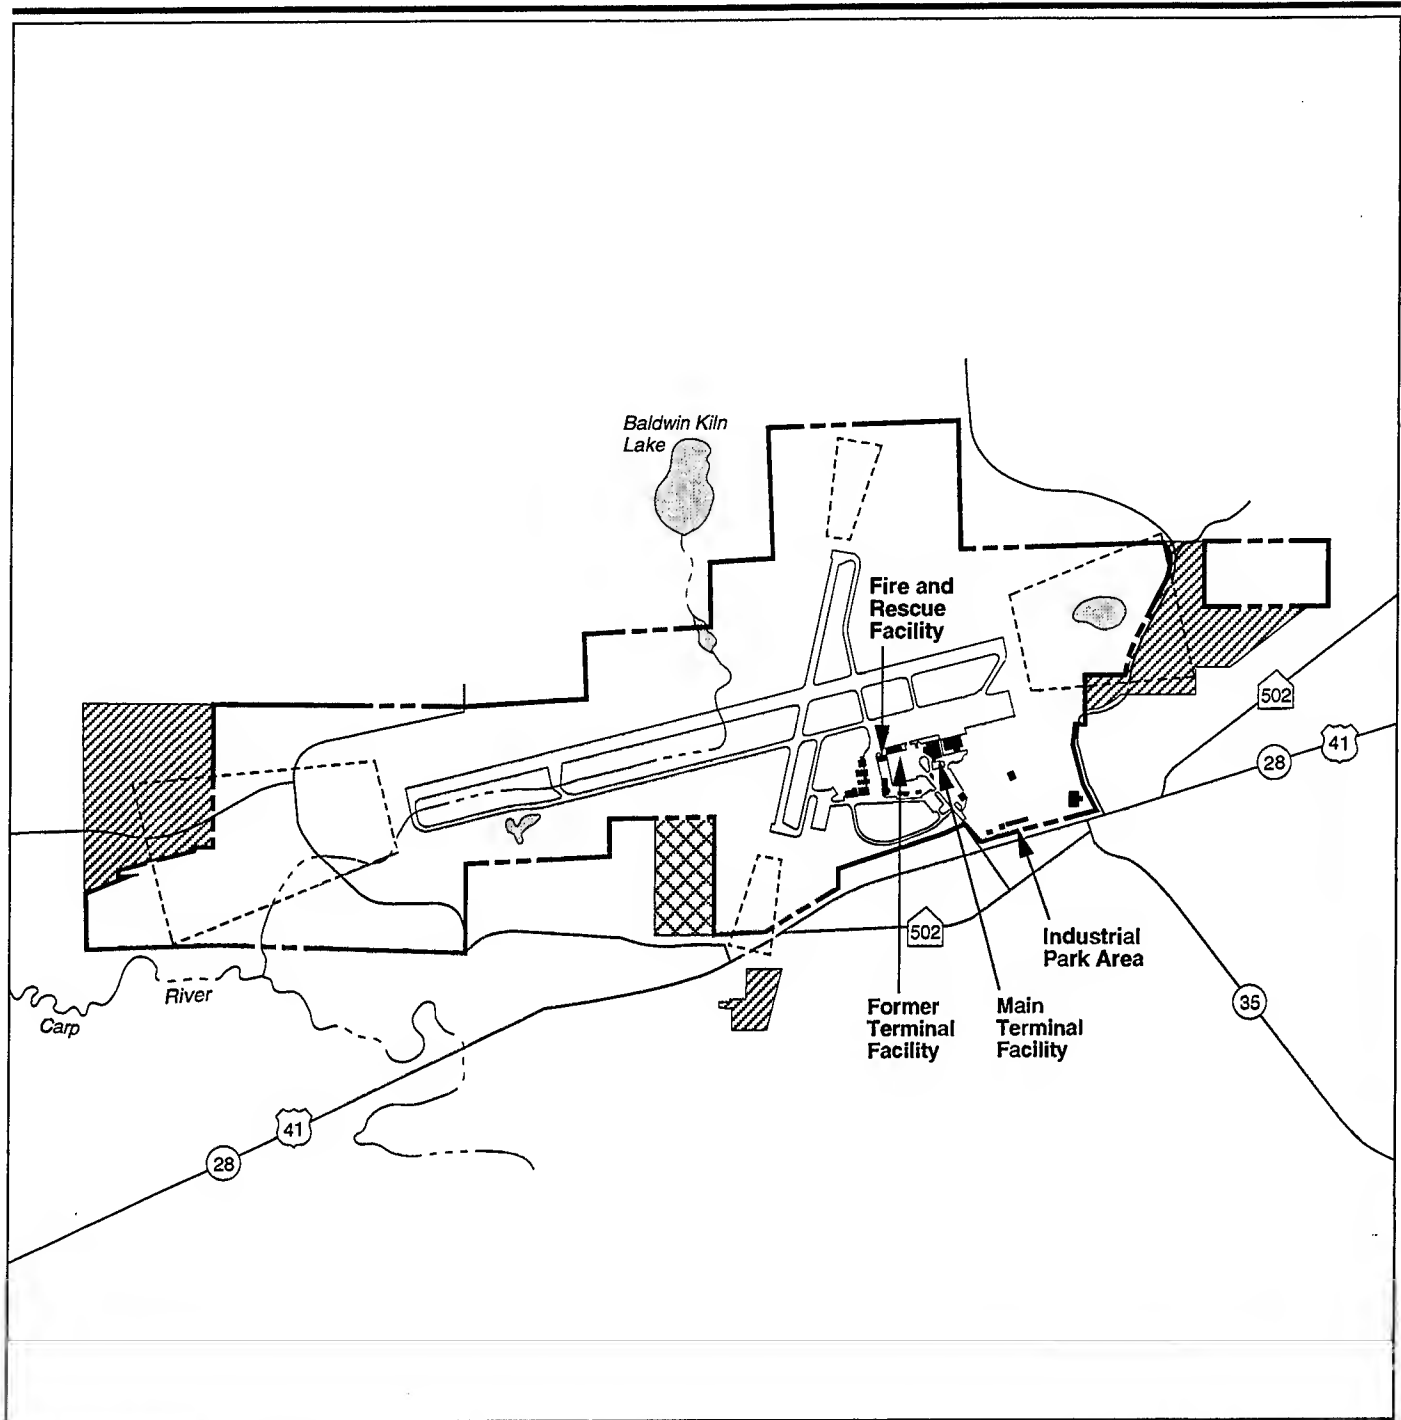 Baldwin Kiln
Lake
Fire and
Rescue
Facility
502
41
28
502
Industrial
Park Area
River
Carp
Former
Terminal
Facility
Main
Terminal
Facility
35
41
28